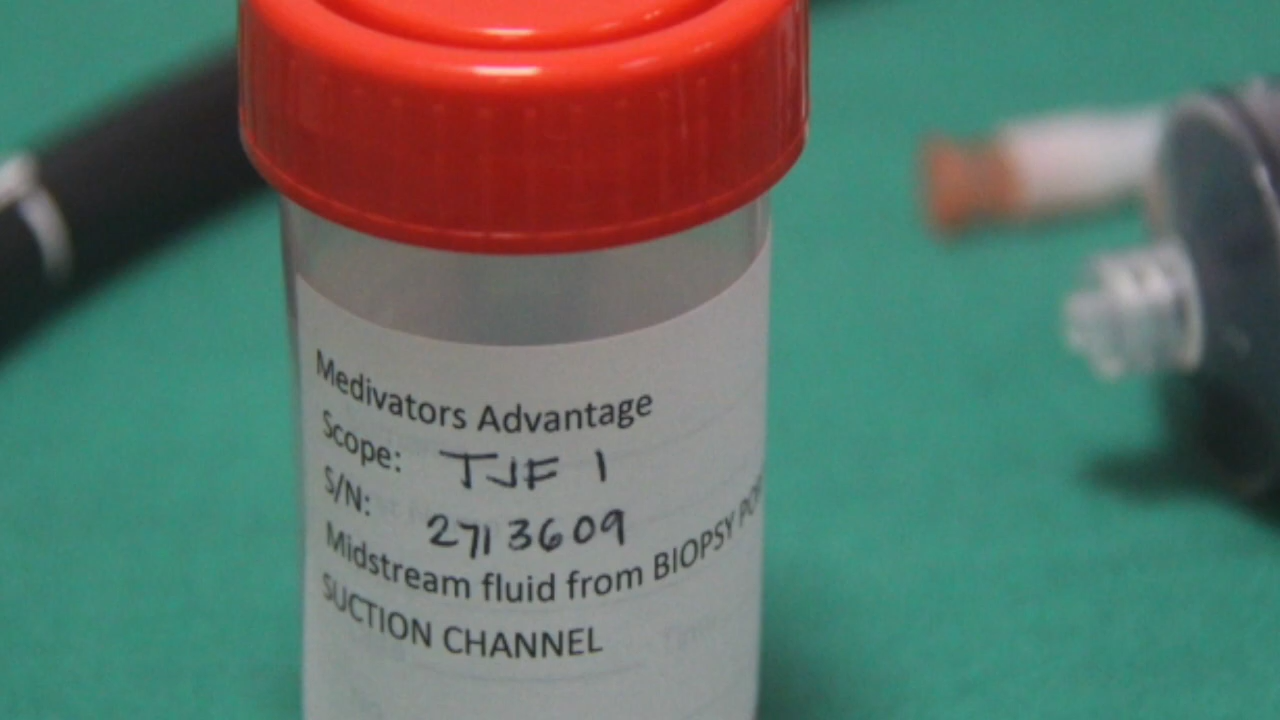 Medivators Advantage
Scope: TJF 1
S/N: 2713609
Midstream fluid from BIOPSY
SUCTION CHANNEL